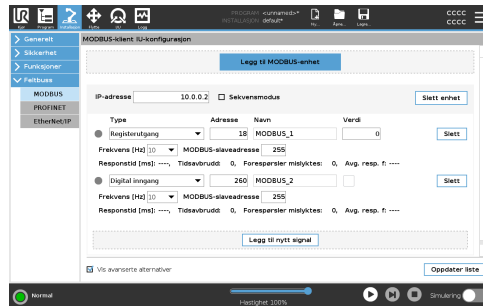 PROGRAM <unnamed>*
INSTALLASJON default*
CCCC
CCCC
Kjør Program Installasjon Flytte I/U Logg Ny... Åpne... Lagre...
Generelt
Sikkerhet
Funksjoner
Feltbuss
MODBUS
PROFINET
EtherNet/IP
MODBUS-klient IU-konfigurasjon
Legg til MODBUS-enhet
IP-adresse 10.0.0.2 Sekvensmodus Slett enhet
Type Adresse Navn Verdi
Registerutgang 18 MODBUS_1 0 Slett
Frekvens [Hz] 10 MODBUS-slaveadresse 255
Responstid [ms]: ----, Tidsavbrudd: 0, Forespørsler mislyktes: 0, Avg. resp. f: ----
Digital inngang 260 MODBUS_2 Slett
Frekvens [Hz] 10 MODBUS-slaveadresse 255
Responstid [ms]: ----, Tidsavbrudd: 0, Forespørsler mislyktes: 0, Avg. resp. f: ----
Legg til nytt signal
Vis avanserte alternativer Oppdater liste
Normal Hastighet 100% Simulering